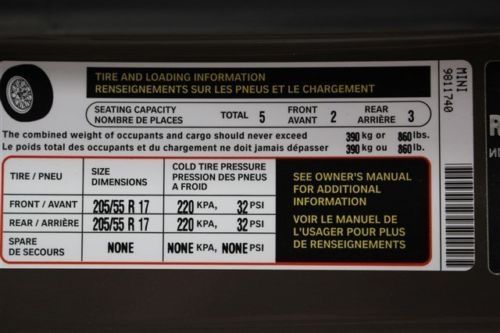 TIRE AND LOADING INFORMATION
RENSEIGNEMENTS SUR LES PNEUS ET LE CHARGEMENT
SEATING CAPACITY
NOMBRE DE PLACES
TOTAL 5
FRONT
AVANT 2
REAR
ARRIÈRE 3
The combined weight of occupants and cargo should never exceed 390 kg or 860 lbs.
Le poids total des occupants et du chargement ne doit jamais dépasser 390 kg ou 860 lb.
TIRE / PNEU
SIZE
DIMENSIONS
COLD TIRE PRESSURE
PRESSION DES PNEUS
A FROID
FRONT / AVANT 205/55 R 17 220 KPA, 32 PSI
REAR / ARRIÈRE 205/55 R 17 220 KPA, 32 PSI
SPARE
DE SECOURS NONE NONE KPA, NONE PSI
SEE OWNER'S MANUAL
FOR ADDITIONAL
INFORMATION
VOIR LE MANUEL DE
L'USAGER POUR PLUS
DE RENSEIGNEMENTS
MINI
9811740